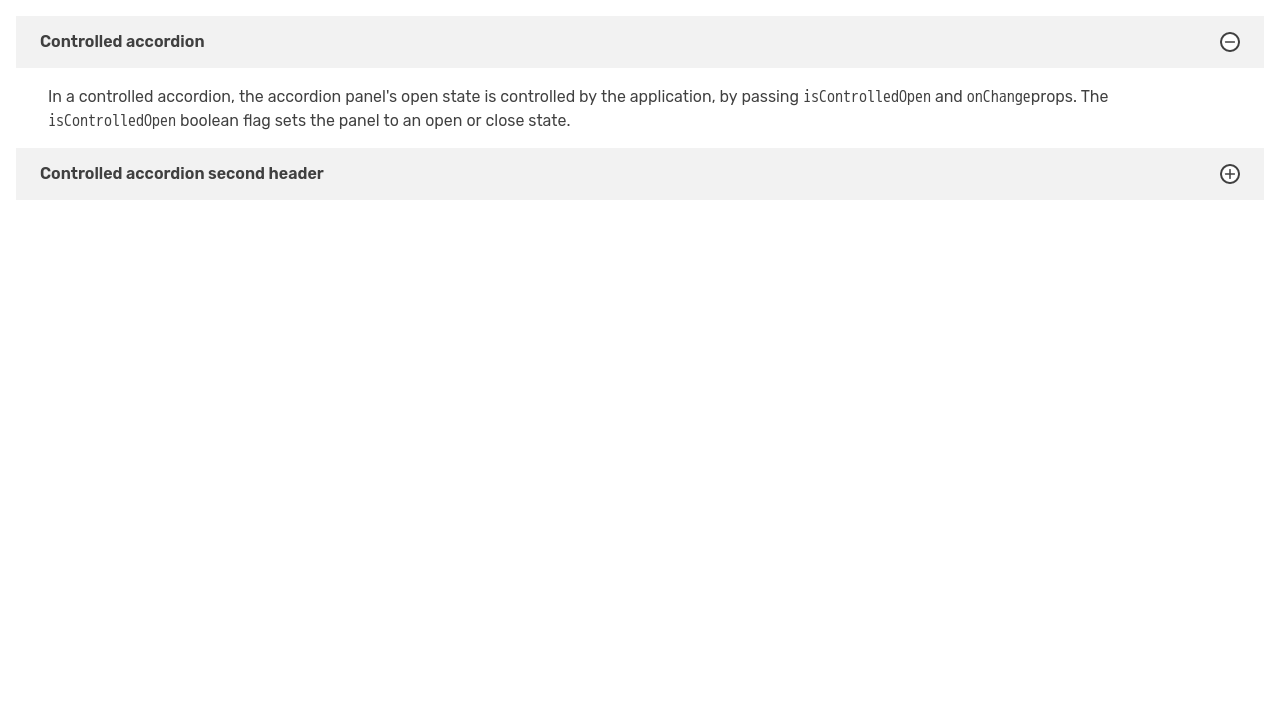 Controlled accordion
In a controlled accordion, the accordion panel's open state is controlled by the application, by passing isControlledOpen and onChangeprops. The
isControlledOpen boolean flag sets the panel to an open or close state.
Controlled accordion second header